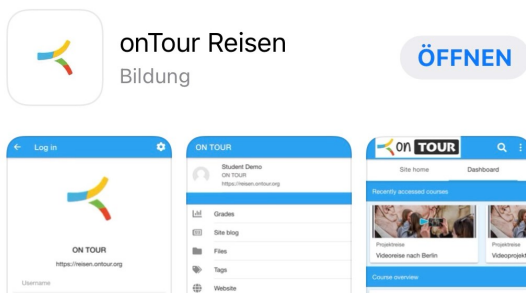 onTour Reisen
Bildung
ÖFFNEN
Log in
ON TOUR
https://reisen.ontour.org
Username
ON TOUR
Student Demo
ON TOUR
https://reisen.ontour.org
Grades
Site blog
Files
Tags
Website
on TOUR
Site home
Dashboard
Recently accessed courses
Projektreise
Videoreise nach Berlin
Projektreise
Videoprojekt
Course overview